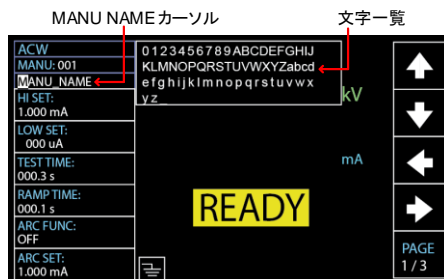 MANU NAMEカーソル
文字一覧
ACW
MANU: 001
MANU_NAME
HI SET:
1.000 mA
LOW SET:
000 uA
TEST TIME:
000.3 s
RAMP TIME:
000.1 s
ARC FUNC:
OFF
ARC SET:
1.000 mA
0123456789ABCDEFGHIJ
KLMNOPQRSTUVWXYZabcd
efghijklmnopqrstuvwx
yz_
kV
mA
READY
PAGE
1 / 3